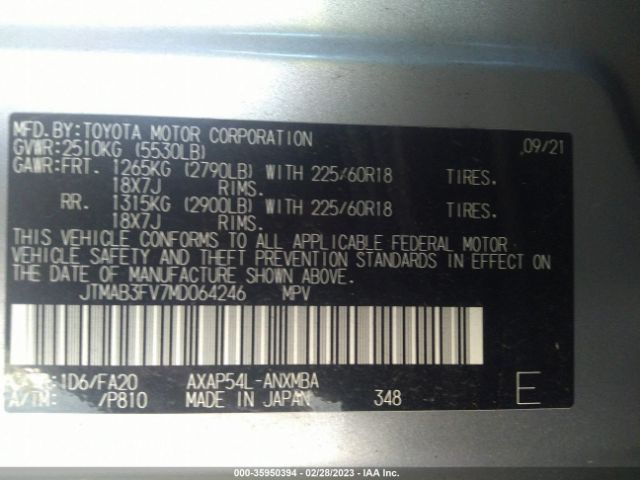 MFD.BY:TOYOTA MOTOR CORPORATION 09/21
GVWR:2510KG (5530LB)
GAWR:FRT. 1265KG (2790LB) WITH 225/60R18 TIRES.
18X7J RIMS.
RR. 1315KG (2900LB) WITH 225/60R18 TIRES.
18X7J RIMS.
THIS VEHICLE CONFORMS TO ALL APPLICABLE FEDERAL MOTOR
VEHICLE SAFETY AND THEFT PREVENTION STANDARDS IN EFFECT ON
THE DATE OF MANUFACTURE SHOWN ABOVE.
JTMAB3FV7MD064246 MPV
:1D6/FA20 AXAP54L-ANXMBA E
A/TM: /P810 MADE IN JAPAN 348
000-35950394 - 02/28/2023 - IAA Inc.